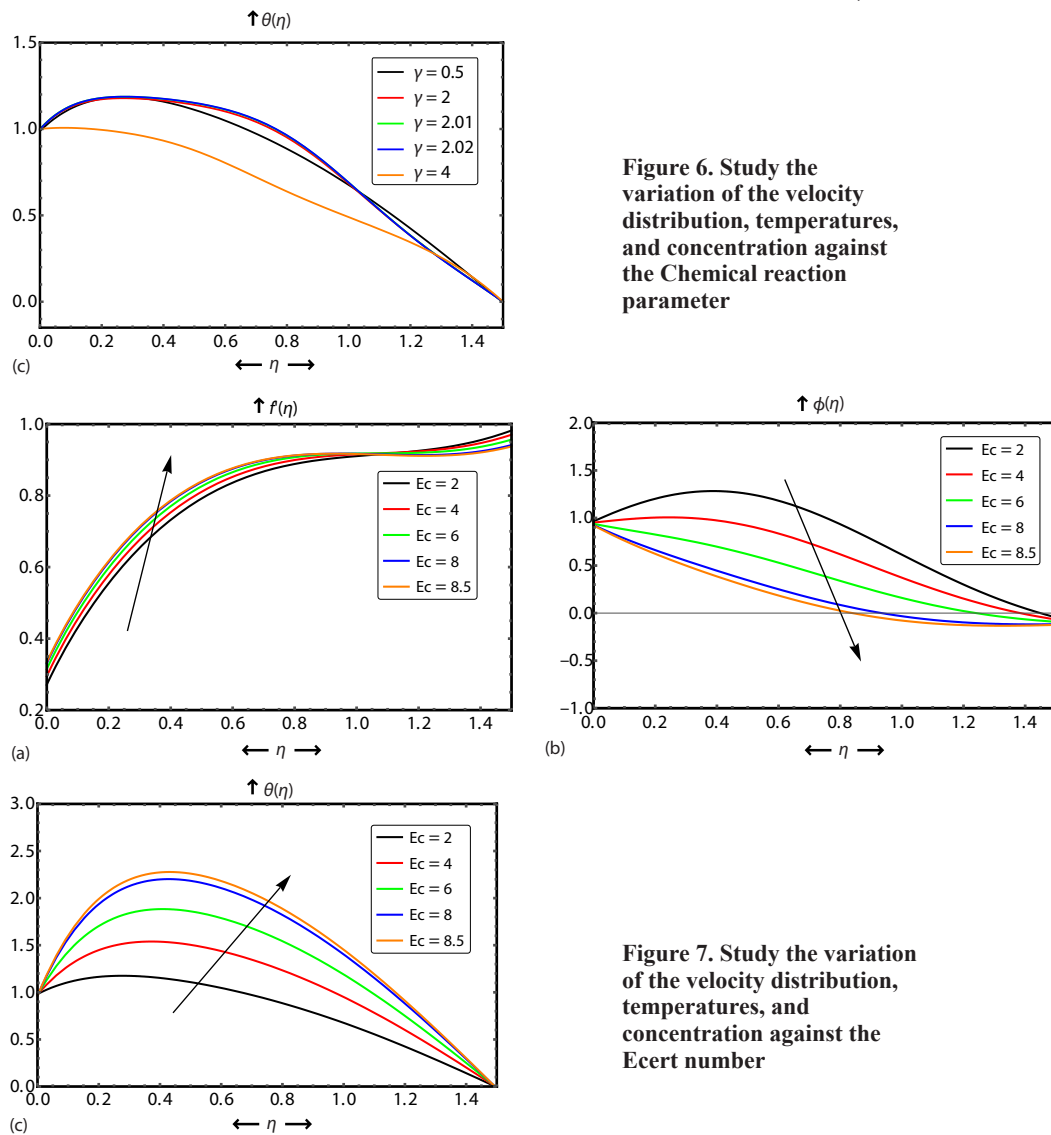 ↑ θ(η)
1.5
1.0
0.5
0.0
γ = 0.5
γ = 2
γ = 2.01
γ = 2.02
γ = 4
0.0 0.2 0.4 0.6 0.8 1.0 1.2 1.4
(c)
← η →
Figure 6. Study the
variation of the velocity
distribution, temperatures,
and concentration against
the Chemical reaction
parameter
↑ f'(η)
1.0
0.8
0.6
0.4
0.2
Ec = 2
Ec = 4
Ec = 6
Ec = 8
Ec = 8.5
0.0 0.2 0.4 0.6 0.8 1.0 1.2 1.4
(a)
← η →
↑ ϕ(η)
2.0
1.5
1.0
0.5
0.0
−0.5
−1.0
Ec = 2
Ec = 4
Ec = 6
Ec = 8
Ec = 8.5
0.0 0.2 0.4 0.6 0.8 1.0 1.2 1.4
(b)
← η →
↑ θ(η)
3.0
2.5
2.0
1.5
1.0
0.5
0.0
Ec = 2
Ec = 4
Ec = 6
Ec = 8
Ec = 8.5
0.0 0.2 0.4 0.6 0.8 1.0 1.2 1.4
(c)
← η →
Figure 7. Study the variation
of the velocity distribution,
temperatures, and
concentration against the
Ecert number